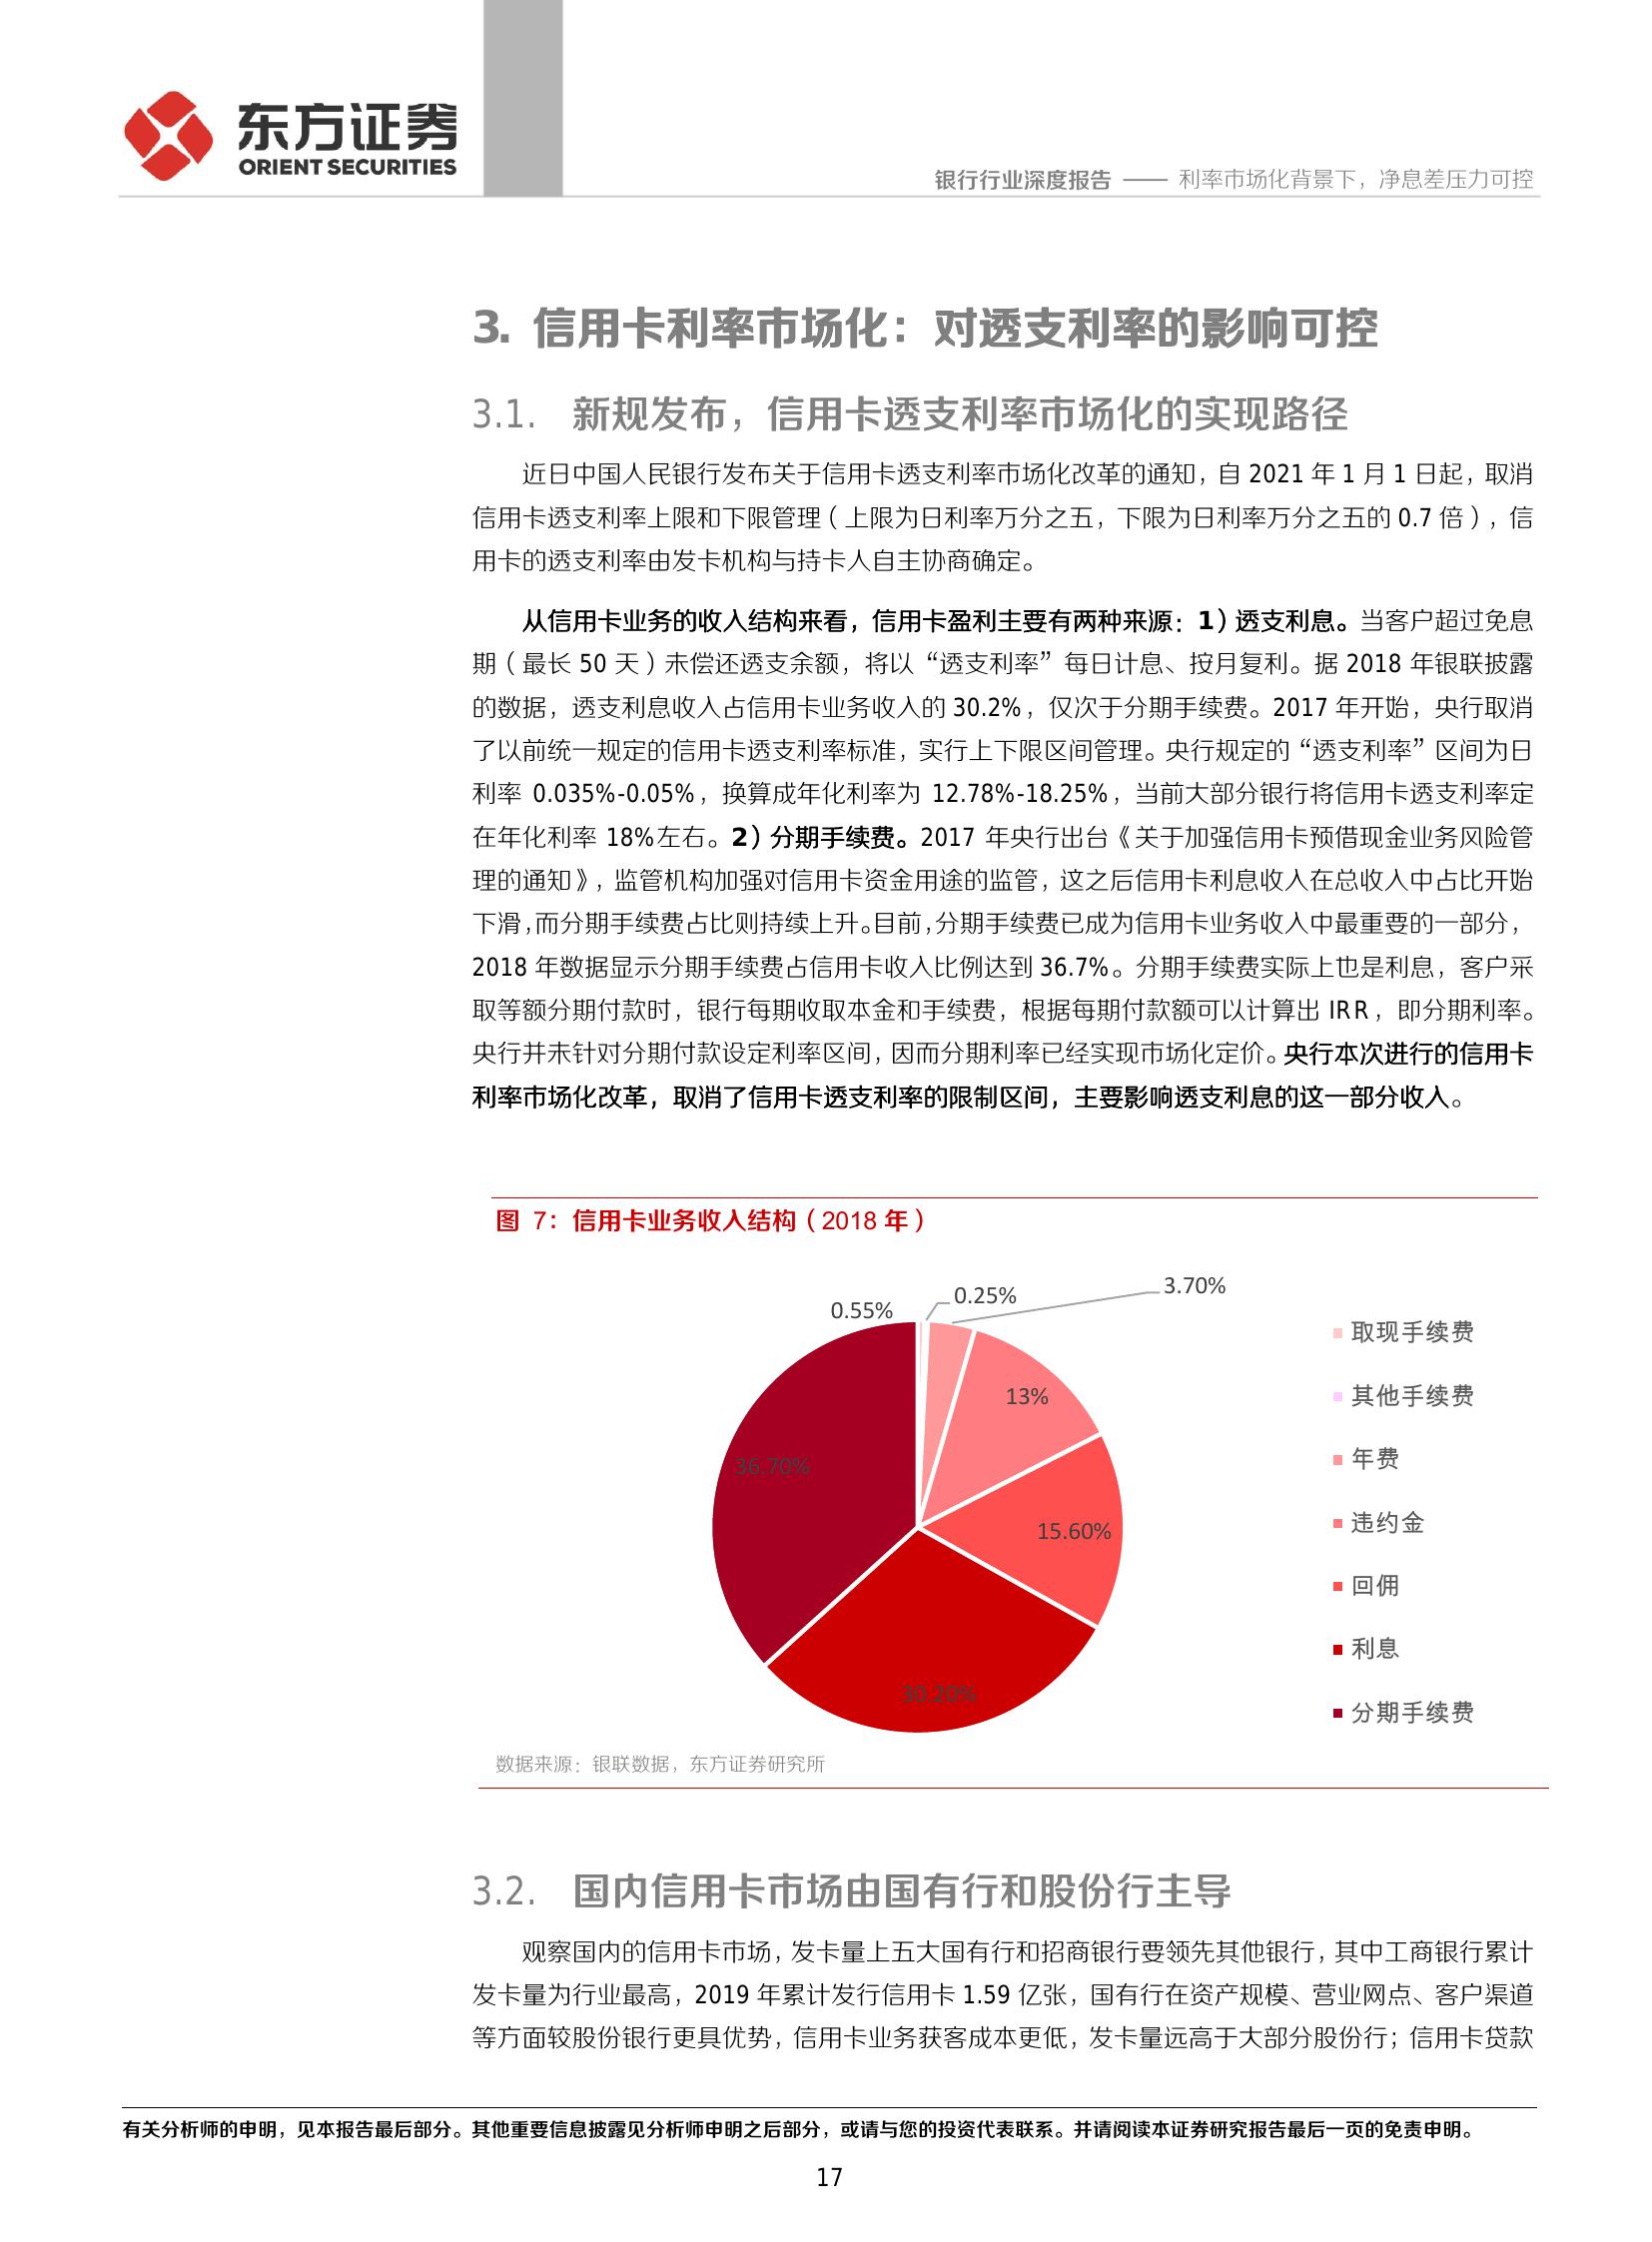 东方证券
ORIENT SECURITIES
银行行业深度报告 —— 利率市场化背景下，净息差压力可控
3. 信用卡利率市场化：对透支利率的影响可控
3.1. 新规发布，信用卡透支利率市场化的实现路径
近日中国人民银行发布关于信用卡透支利率市场化改革的通知，自 2021 年 1 月 1 日起，取消
信用卡透支利率上限和下限管理（上限为日利率万分之五，下限为日利率万分之五的 0.7 倍），信
用卡的透支利率由发卡机构与持卡人自主协商确定。
从信用卡业务的收入结构来看，信用卡盈利主要有两种来源：1）透支利息。当客户超过免息
期（最长 50 天）未偿还透支余额，将以“透支利率”每日计息、按月复利。据 2018 年银联披露
的数据，透支利息收入占信用卡业务收入的 30.2%，仅次于分期手续费。2017 年开始，央行取消
了以前统一规定的信用卡透支利率标准，实行上下限区间管理。央行规定的“透支利率”区间为日
利率 0.035%-0.05%，换算成年化利率为 12.78%-18.25%，当前大部分银行将信用卡透支利率定
在年化利率 18%左右。2）分期手续费。2017 年央行出台《关于加强信用卡预借现金业务风险管
理的通知》，监管机构加强对信用卡资金用途的监管，这之后信用卡利息收入在总收入中占比开始
下滑，而分期手续费占比则持续上升。目前，分期手续费已成为信用卡业务收入中最重要的一部分，
2018 年数据显示分期手续费占信用卡收入比例达到 36.7%。分期手续费实际上也是利息，客户采
取等额分期付款时，银行每期收取本金和手续费，根据每期付款额可以计算出 IRR，即分期利率。
央行并未针对分期付款设定利率区间，因而分期利率已经实现市场化定价。央行本次进行的信用卡
利率市场化改革，取消了信用卡透支利率的限制区间，主要影响透支利息的这一部分收入。
图 7：信用卡业务收入结构（2018 年）
0.55%
0.25%
3.70%
13%
15.60%
30.20%
36.70%
取现手续费
其他手续费
年费
违约金
回佣
利息
分期手续费
数据来源：银联数据，东方证券研究所
3.2. 国内信用卡市场由国有行和股份行主导
观察国内的信用卡市场，发卡量上五大国有行和招商银行要领先其他银行，其中工商银行累计
发卡量为行业最高，2019 年累计发行信用卡 1.59 亿张，国有行在资产规模、营业网点、客户渠道
等方面较股份银行更具优势，信用卡业务获客成本更低，发卡量远高于大部分股份行；信用卡贷款
有关分析师的申明，见本报告最后部分。其他重要信息披露见分析师申明之后部分，或请与您的投资代表联系。并请阅读本证券研究报告最后一页的免责申明。
17